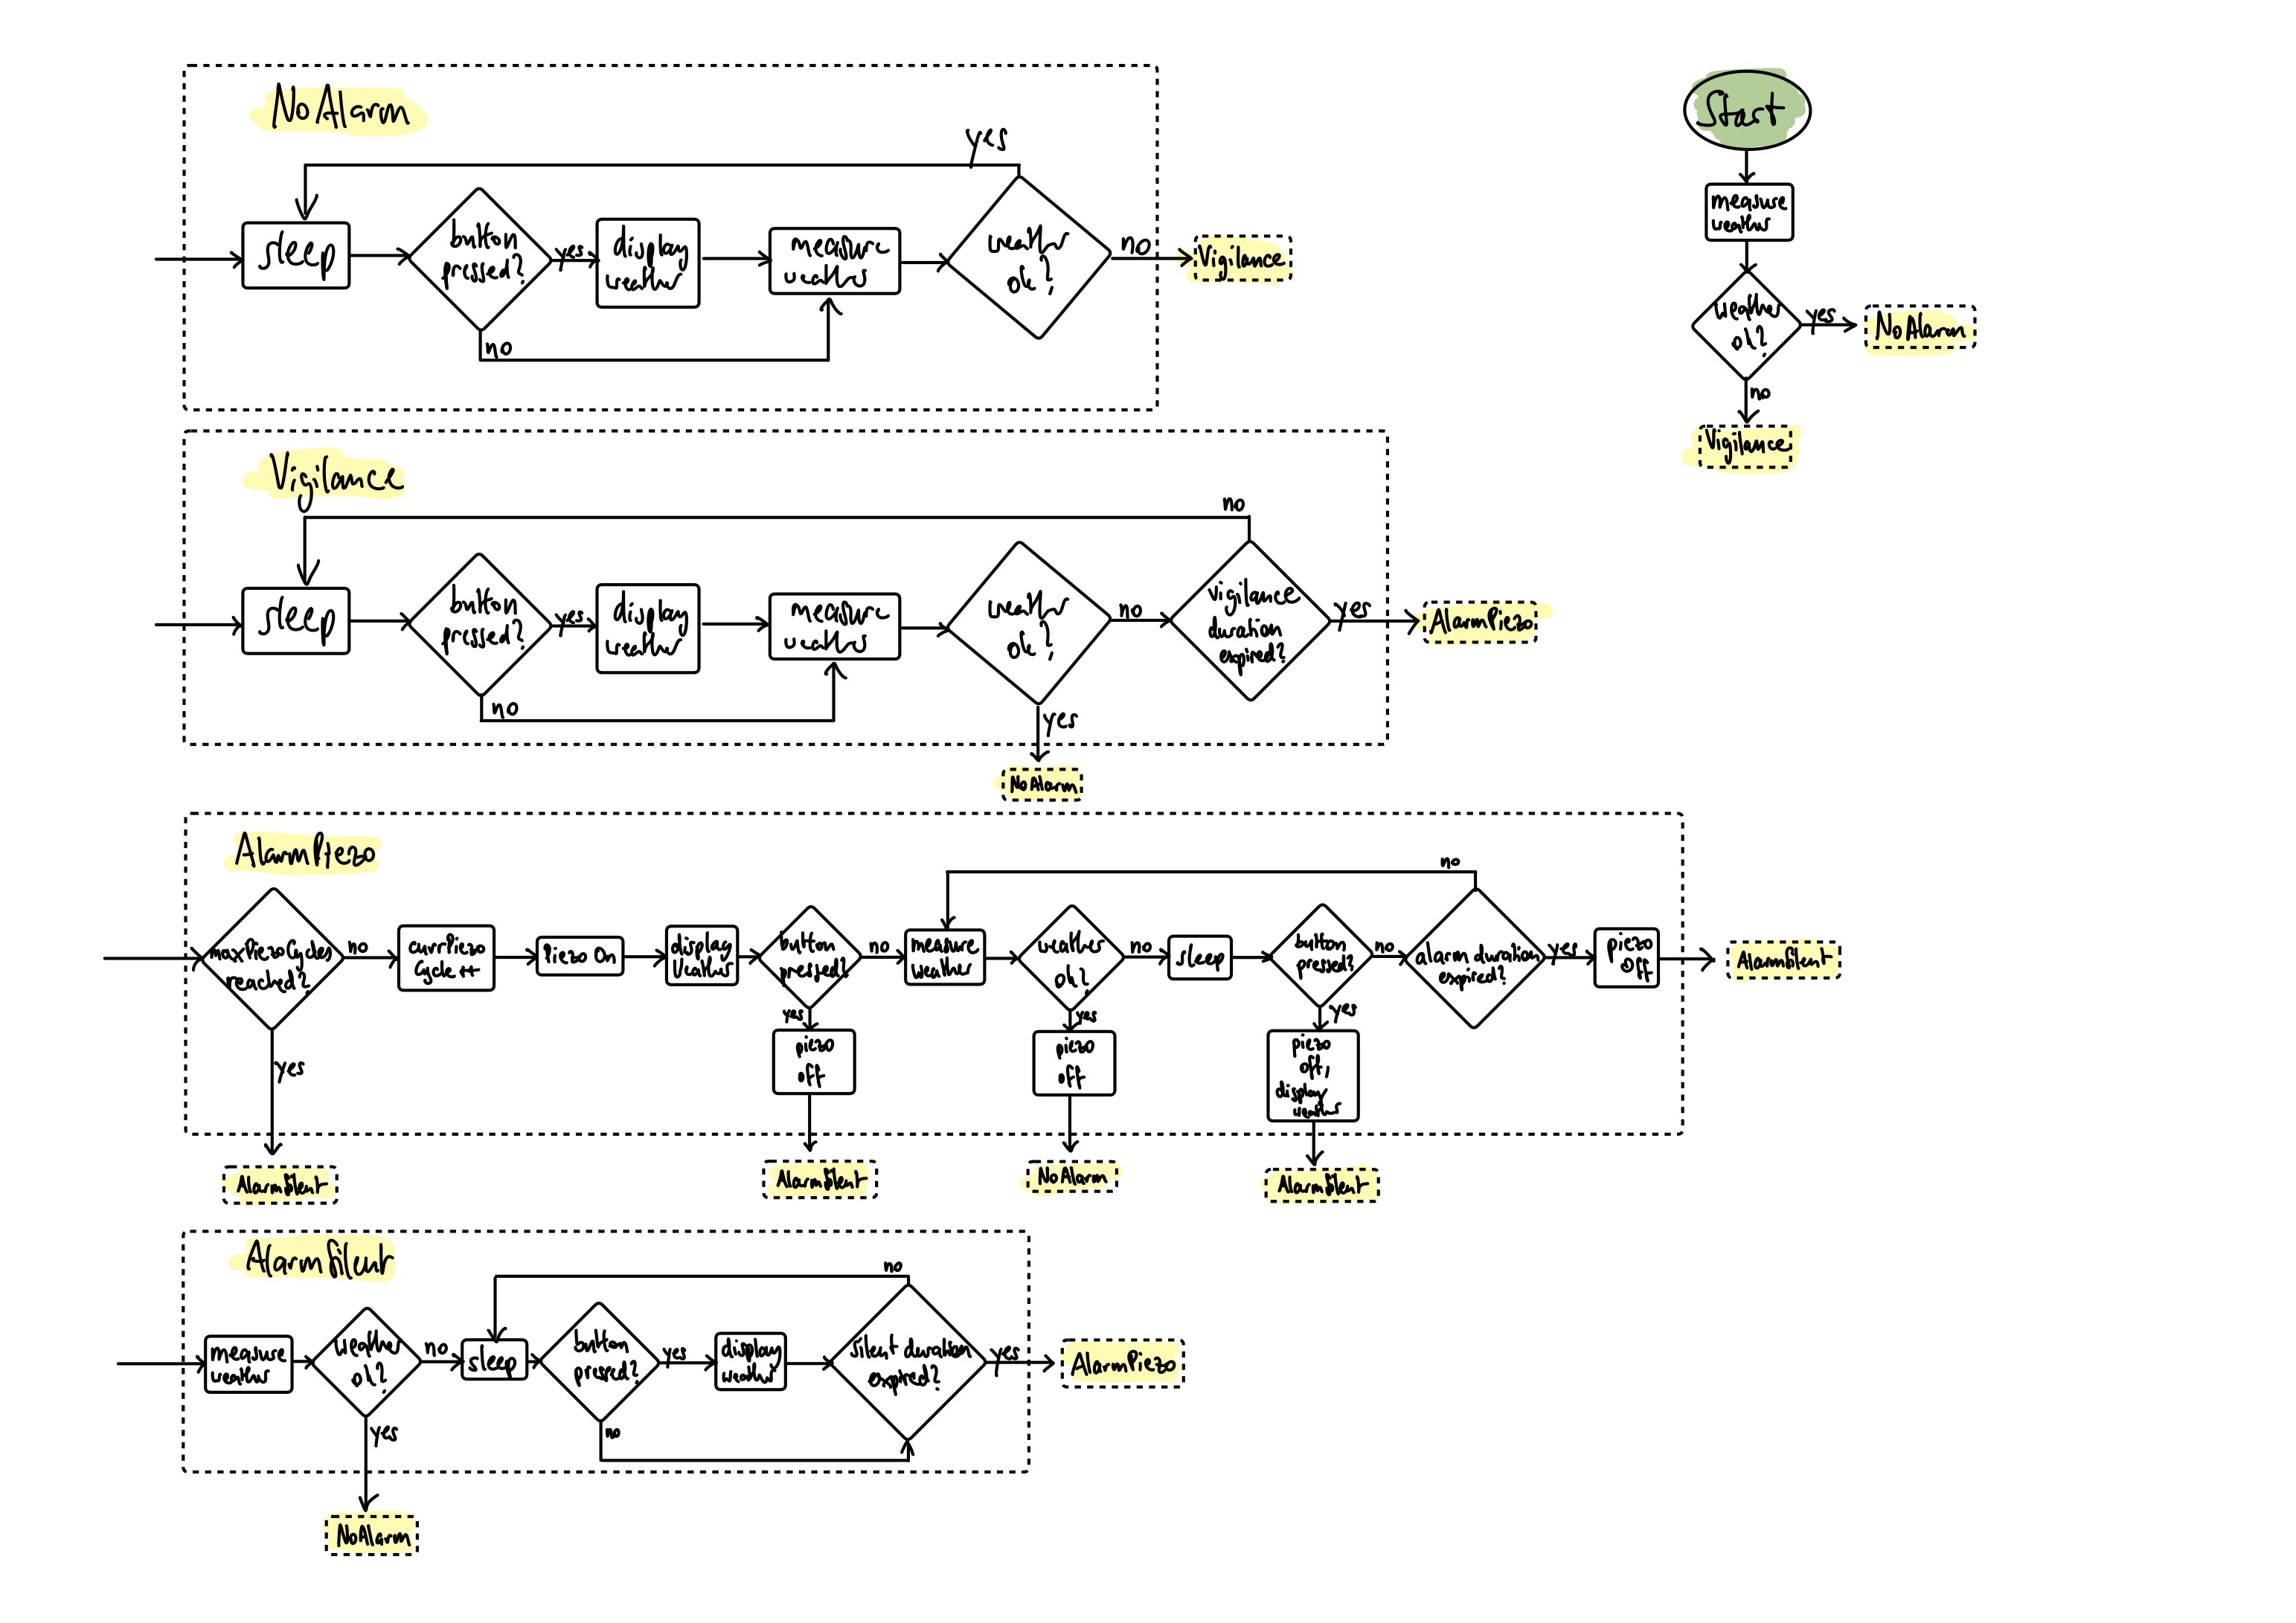 NoAlarm
yes
sleep
button
pressed?
yes
display
weather
measure
weather
weather
ok?
no
Vigilance
no
Start
measure
weather
weather
ok?
yes
NoAlarm
no
Vigilance
Vigilance
no
sleep
button
pressed?
yes
display
weather
measure
weather
weather
ok?
no
vigilance
duration
expired?
yes
AlarmPiezo
no
yes
NoAlarm
AlarmPiezo
no
maxPiezoCycles
reached?
no
currPiezo
Cycle++
Piezo On
display
weather
button
pressed?
no
measure
weather
weather
ok?
no
sleep
button
pressed?
no
alarm duration
expired?
yes
piezo
Off
AlarmSilent
yes
yes
piezo
off
yes
piezo
off
yes
piezo
off,
display
weather
AlarmSilent
AlarmSilent
NoAlarm
AlarmSilent
AlarmSilent
no
measure
weather
weather
ok?
no
sleep
button
pressed?
yes
display
weather
silent duration
expired?
yes
AlarmPiezo
yes
no
NoAlarm